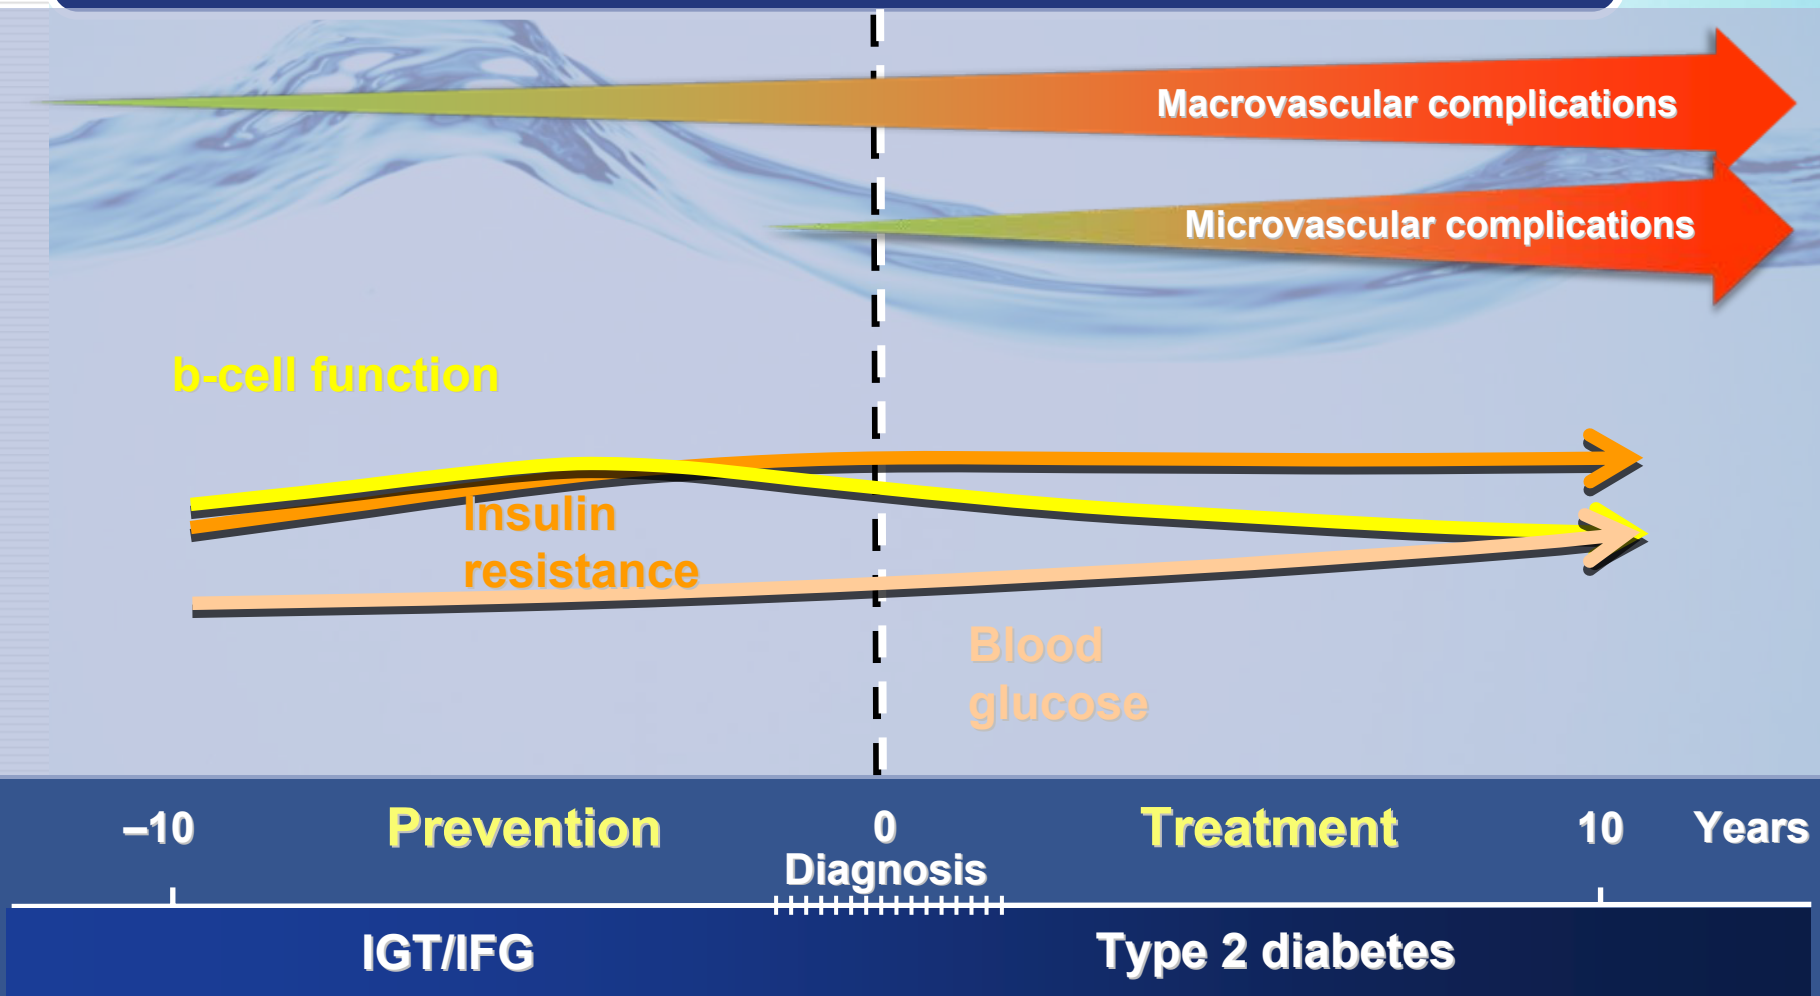 Macrovascular complications
Microvascular complications
b-cell function
Insulin
resistance
Blood
glucose
–10 Prevention 0 Treatment 10 Years
Diagnosis
IGT/IFG Type 2 diabetes